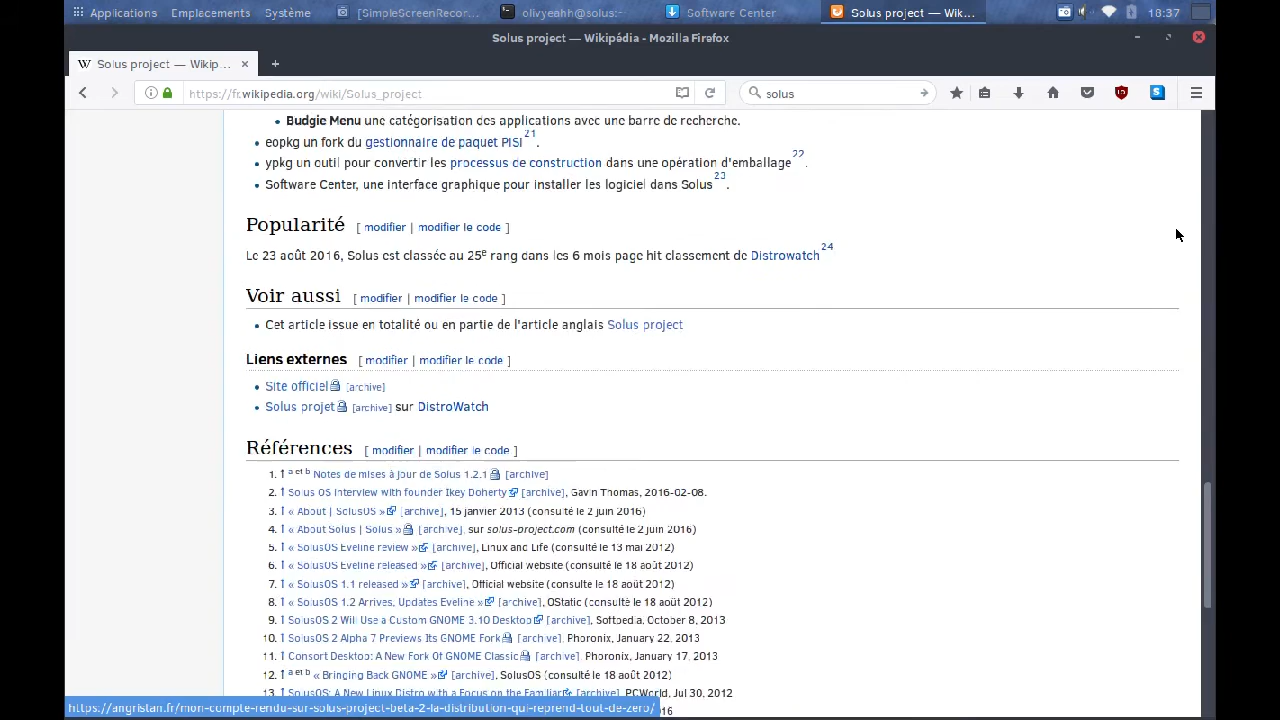 Applications Emplacements Système [SimpleScreenRecor... olivyeahh@solus:~ Software Center Solus project — Wik... 18:37
Solus project — Wikipédia - Mozilla Firefox
W Solus project — Wikip... × +
https://fr.wikipedia.org/wiki/Solus_project solus
Budgie Menu une catégorisation des applications avec une barre de recherche.
eopkg un fork du gestionnaire de paquet PISI 21.
ypkg un outil pour convertir les processus de construction dans une opération d'emballage 22.
Software Center, une interface graphique pour installer les logiciel dans Solus 23.
Popularité [ modifier | modifier le code ]
Le 23 août 2016, Solus est classée au 25e rang dans les 6 mois page hit classement de Distrowatch 24
Voir aussi [ modifier | modifier le code ]
Cet article issue en totalité ou en partie de l'article anglais Solus project
Liens externes [ modifier | modifier le code ]
Site officiel [archive]
Solus projet [archive] sur DistroWatch
Références [ modifier | modifier le code ]
1. ↑ a et b Notes de mises à jour de Solus 1.2.1 [archive]
2. ↑ Solus OS interview with founder Ikey Doherty [archive], Gavin Thomas, 2016-02-08.
3. ↑ « About | SolusOS » [archive], 15 janvier 2013 (consulté le 2 juin 2016)
4. ↑ « About Solus | Solus » [archive], sur solus-project.com (consulté le 2 juin 2016)
5. ↑ « SolusOS Eveline review » [archive], Linux and Life (consulté le 13 mai 2012)
6. ↑ « SolusOS Eveline released » [archive], Official website (consulté le 18 août 2012)
7. ↑ « SolusOS 1.1 released » [archive], Official website (consulté le 18 août 2012)
8. ↑ « SolusOS 1.2 Arrives, Updates Eveline » [archive], OStatic (consulté le 18 août 2012)
9. ↑ SolusOS 2 Will Use a Custom GNOME 3.10 Desktop [archive], Softpedia, October 8, 2013
10. ↑ SolusOS 2 Alpha 7 Previews Its GNOME Fork [archive], Phoronix, January 22, 2013
11. ↑ Consort Desktop: A New Fork Of GNOME Classic [archive], Phoronix, January 17, 2013
12. ↑ a et b « Bringing Back GNOME » [archive], SolusOS (consulté le 18 août 2012)
13. ↑ SolusOS: A New Linux Distro with a Focus on the Familiar [archive], PCWorld, Jul 30, 2012
https://angristan.fr/mon-compte-rendu-sur-solus-project-beta-2-la-distribution-qui-reprend-tout-de-zero/